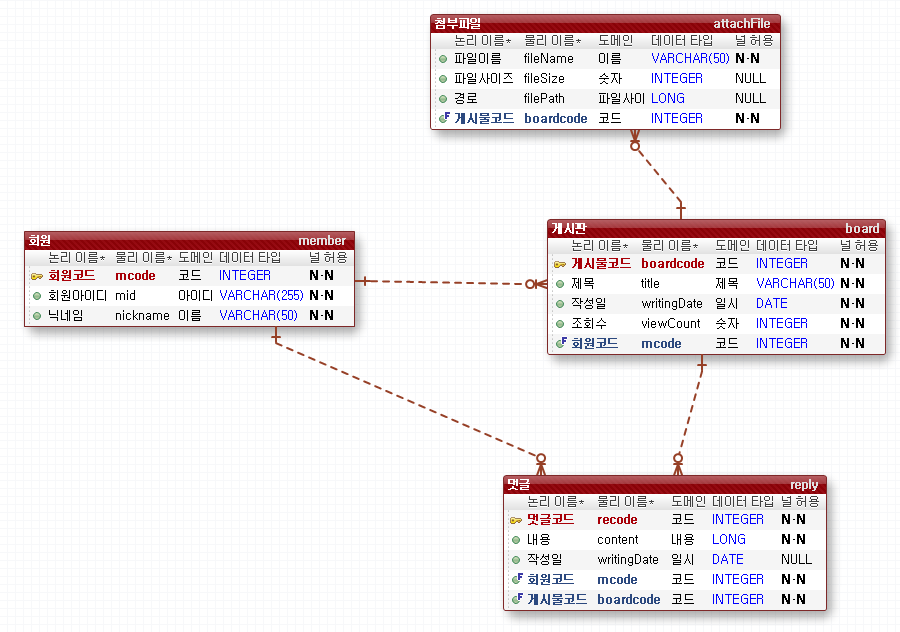 첨부파일 attachFile
논리 이름* 물리 이름* 도메인 데이터 타입 널 허용
파일이름 fileName 이름 VARCHAR(50) N·N
파일사이즈 fileSize 숫자 INTEGER NULL
경로 filePath 파일사이 LONG NULL
게시물코드 boardcode 코드 INTEGER N·N
회원 member
논리 이름* 물리 이름* 도메인 데이터 타입 널 허용
회원코드 mcode 코드 INTEGER N·N
회원아이디 mid 아이디 VARCHAR(255) N·N
닉네임 nickname 이름 VARCHAR(50) N·N
게시판 board
논리 이름* 물리 이름* 도메인 데이터 타입 널 허용
게시물코드 boardcode 코드 INTEGER N·N
제목 title 제목 VARCHAR(50) N·N
작성일 writingDate 일시 DATE N·N
조회수 viewCount 숫자 INTEGER N·N
회원코드 mcode 코드 INTEGER N·N
댓글 reply
논리 이름* 물리 이름* 도메인 데이터 타입 널 허용
댓글코드 recode 코드 INTEGER N·N
내용 content 내용 LONG N·N
작성일 writingDate 일시 DATE NULL
회원코드 mcode 코드 INTEGER N·N
게시물코드 boardcode 코드 INTEGER N·N